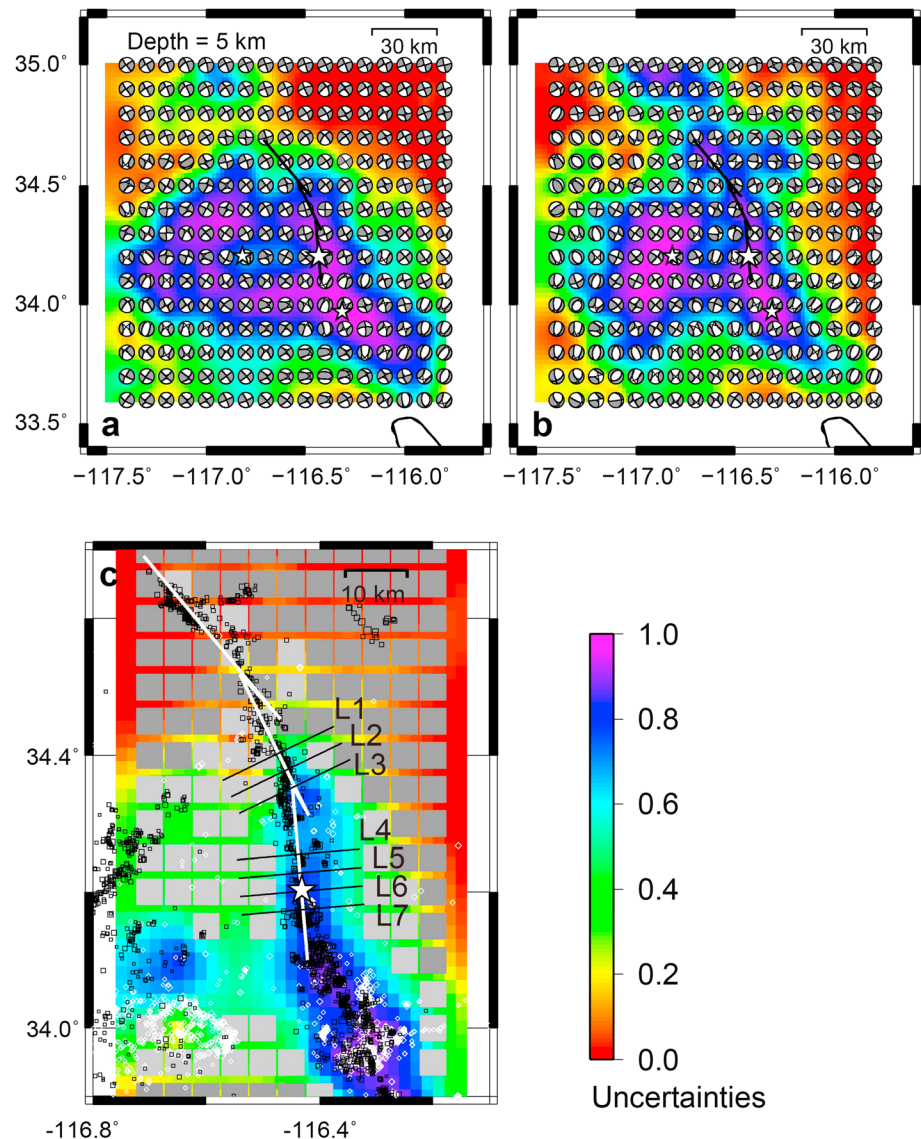 Depth = 5 km
30 km
30 km
35.0°
34.5°
34.0°
33.5°
a
b
−117.5° −117.0° −116.5° −116.0°
−117.5° −117.0° −116.5° −116.0°
c
10 km
L1
L2
L3
L4
L5
L6
L7
34.4°
34.0°
-116.8°
-116.4°
1.0
0.8
0.6
0.4
0.2
0.0
Uncertainties